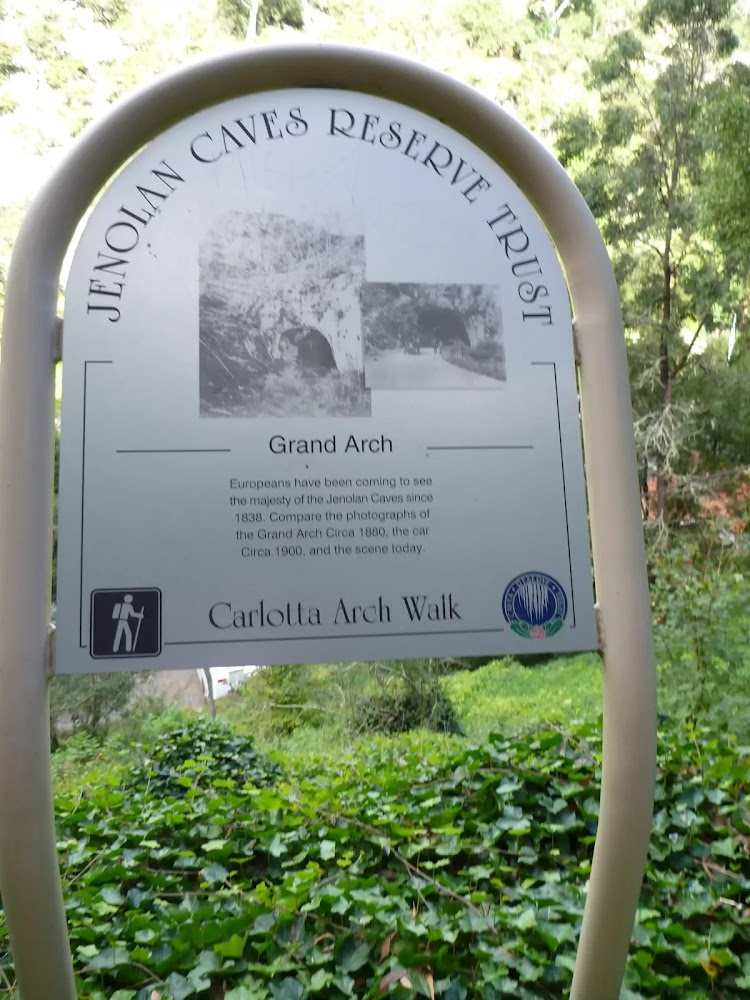 JENOLAN CAVES RESERVE TRUST
Grand Arch
Europeans have been coming to see
the majesty of the Jenolan Caves since
1838. Compare the photographs of
the Grand Arch Circa 1880, the car
Circa 1900, and the scene today
Carlotta Arch Walk